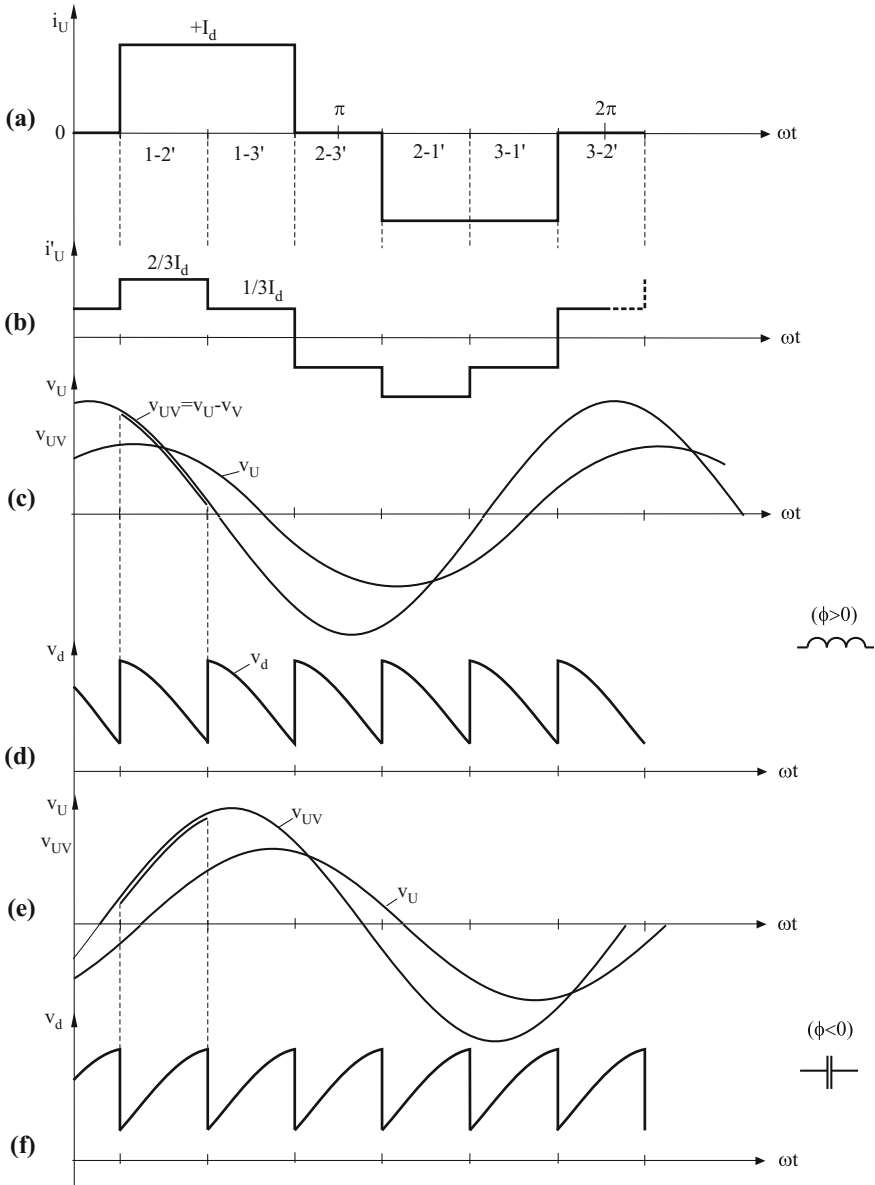 i_U
+I_d
(a)
0
π
2π
ωt
1-2'
1-3'
2-3'
2-1'
3-1'
3-2'
i'_U
2/3I_d
1/3I_d
(b)
ωt
v_U
v_UV=v_U-v_V
v_UV
v_U
(c)
ωt
(ϕ>0)
v_d
v_d
(d)
ωt
v_U
v_UV
v_UV
v_U
(e)
ωt
v_d
(ϕ<0)
(f)
ωt